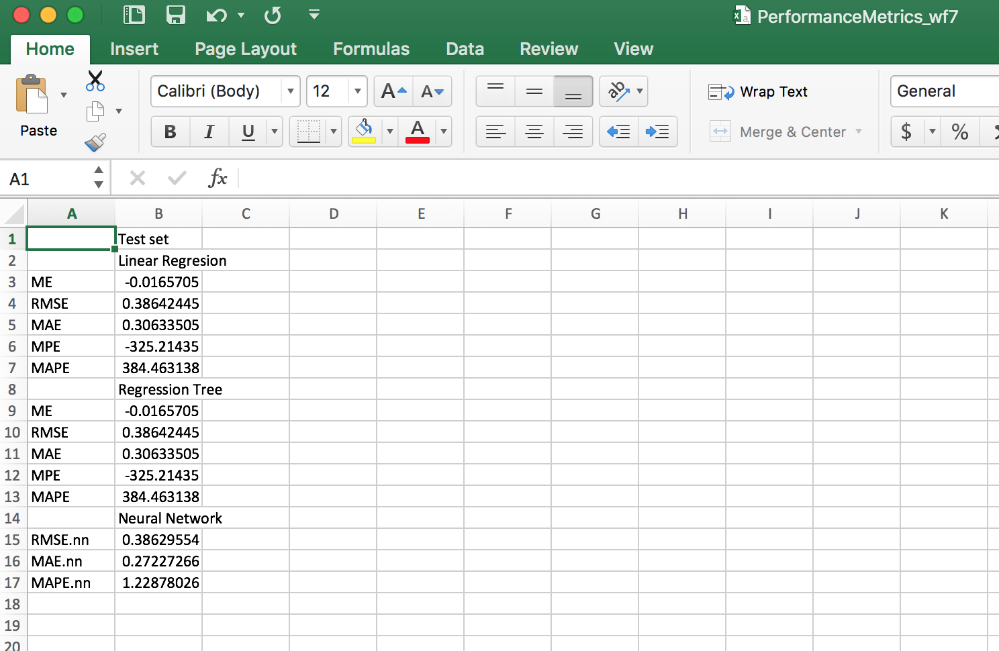 PerformanceMetrics_wf7
Home Insert Page Layout Formulas Data Review View
Calibri (Body) 12 A A ab Wrap Text General
Paste B I U A Merge & Center $ %
A1 fx
A B C D E F G H I J K
1 Test set
2 Linear Regresion
3 ME -0.0165705
4 RMSE 0.38642445
5 MAE 0.30633505
6 MPE -325.21435
7 MAPE 384.463138
8 Regression Tree
9 ME -0.0165705
10 RMSE 0.38642445
11 MAE 0.30633505
12 MPE -325.21435
13 MAPE 384.463138
14 Neural Network
15 RMSE.nn 0.38629554
16 MAE.nn 0.27227266
17 MAPE.nn 1.22878026
18
19
20